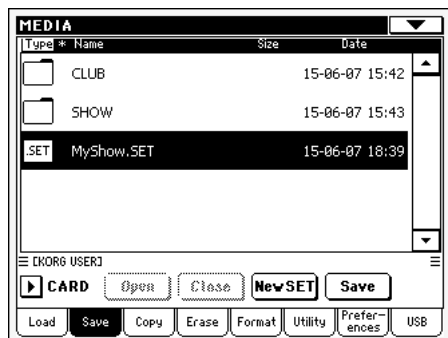 MEDIA
Type * Name Size Date
CLUB 15-06-07 15:42
SHOW 15-06-07 15:43
.SET MyShow.SET 15-06-07 18:39
[KORG USER]
CARD Open Close New SET Save
Load Save Copy Erase Format Utility Prefer-ences USB